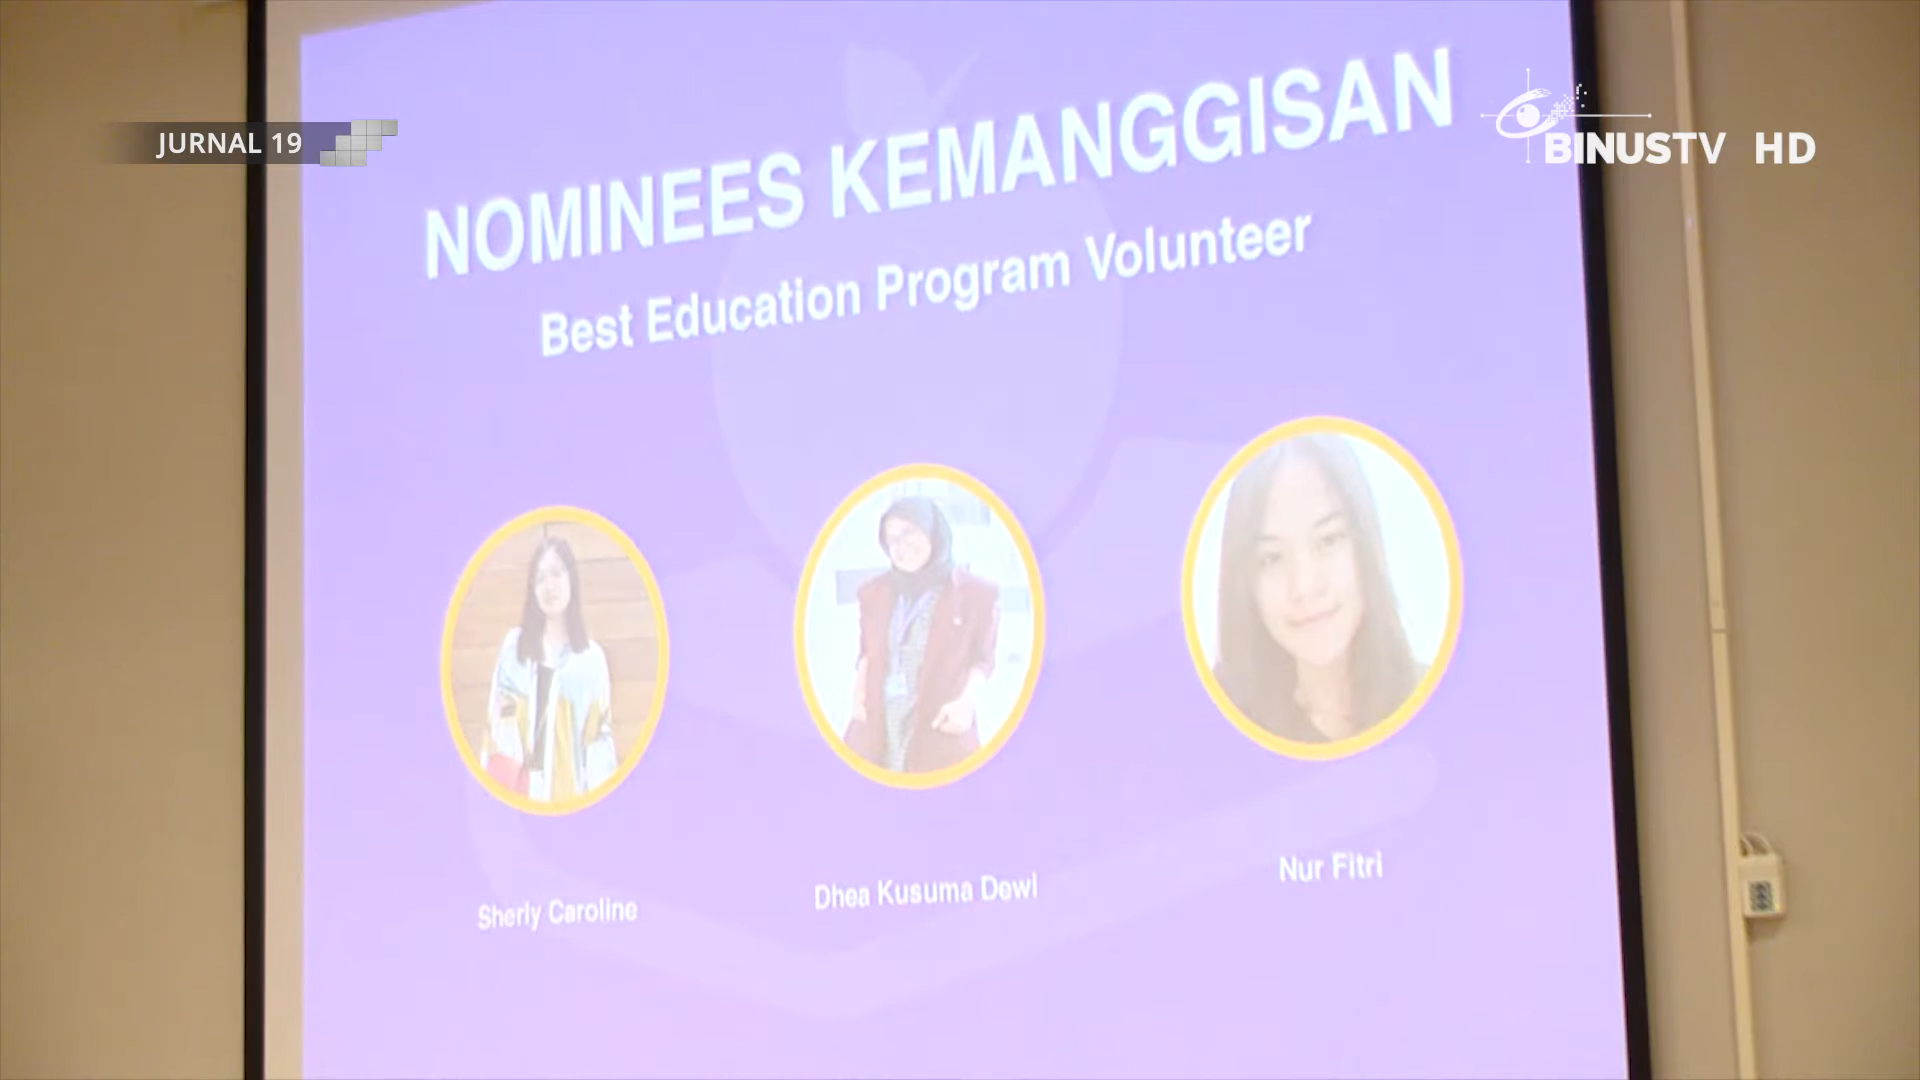 JURNAL 19
BINUSTV HD
NOMINEES KEMANGGISAN
Best Education Program Volunteer
Sherly Caroline
Dhea Kusuma Dewi
Nur Fitri